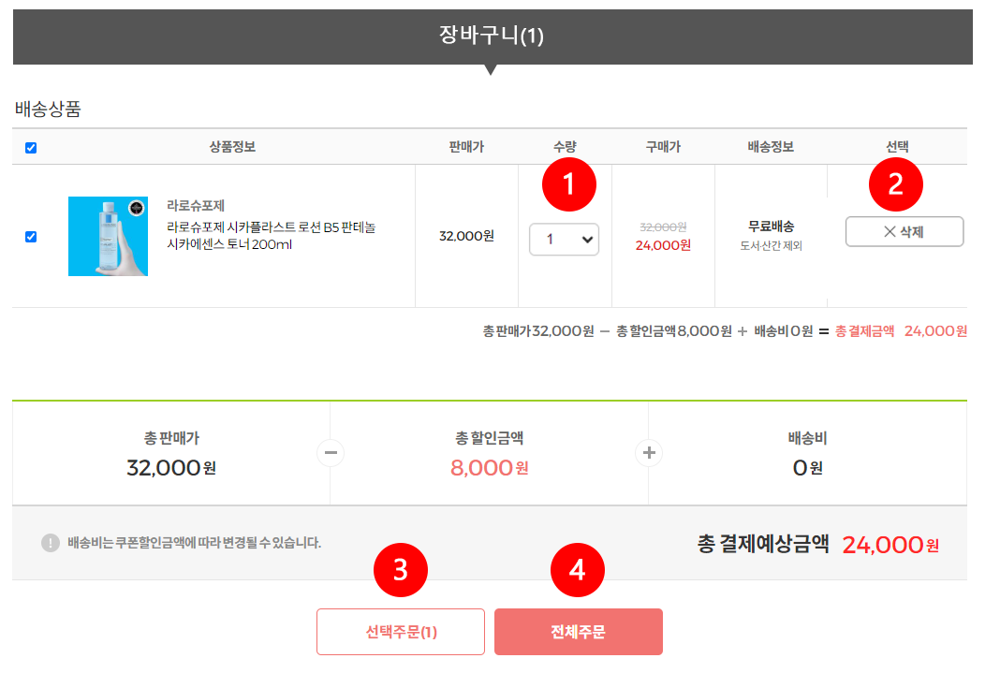 장바구니(1)
배송상품
상품정보 판매가 수량 구매가 배송정보 선택
1 2
라로슈포제
라로슈포제 시카플라스트 로션 B5 판테놀
시카에센스 토너 200ml
32,000원
1
32,000원
24,000원
무료배송
도서·산간 제외
삭제
총 판매가 32,000원 − 총 할인금액 8,000원 + 배송비 0원 = 총 결제금액 24,000원
총 판매가 총 할인금액 배송비
32,000원 − 8,000원 + 0원
! 배송비는 쿠폰할인금액에 따라 변경될 수 있습니다.
총 결제예상금액 24,000원
3 4
선택주문(1) 전체주문